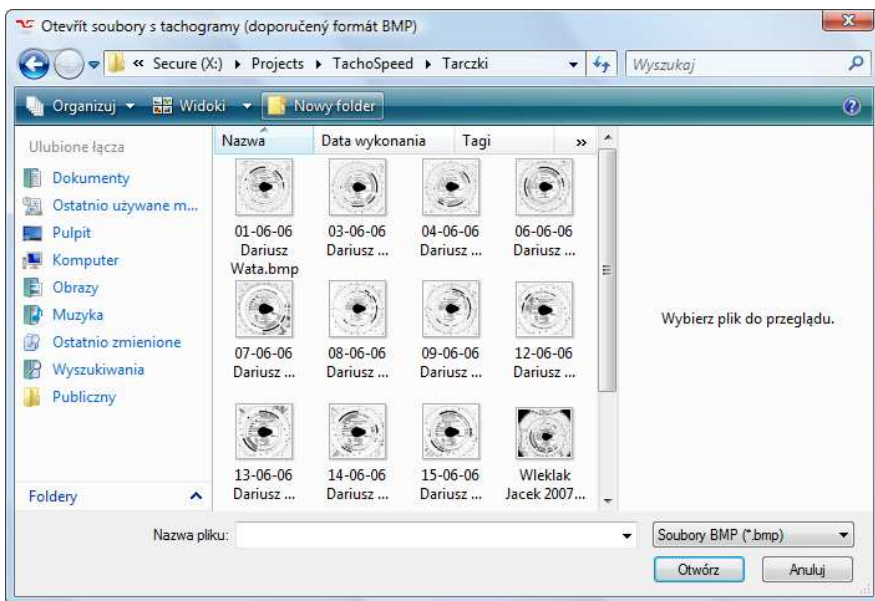 Otevřít soubory s tachogramy (doporučený formát BMP)
« Secure (X:) Projects TachoSpeed Tarczki
Wyszukaj
Organizuj Widoki Nowy folder
Ulubione łącza
Dokumenty
Ostatnio używane m...
Pulpit
Komputer
Obrazy
Muzyka
Ostatnio zmienione
Wyszukiwania
Publiczny
Foldery
Nazwa Data wykonania Tagi »
01-06-06 03-06-06 04-06-06 06-06-06
Dariusz Dariusz ... Dariusz ... Dariusz ...
Wata.bmp
07-06-06 08-06-06 09-06-06 12-06-06
Dariusz ... Dariusz ... Dariusz ... Dariusz ...
13-06-06 14-06-06 15-06-06 Wleklak
Dariusz ... Dariusz ... Dariusz ... Jacek 2007...
Wybierz plik do przeglądu.
Nazwa pliku:
Soubory BMP (*.bmp)
Otwórz Anuluj